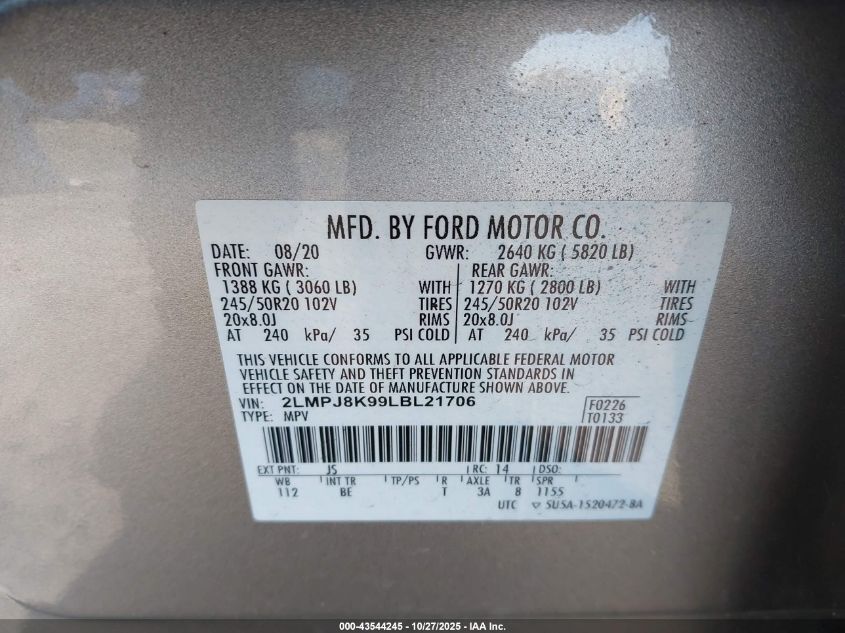 MFD. BY FORD MOTOR CO.
DATE: 08/20 GVWR: 2640 KG ( 5820 LB)
FRONT GAWR: REAR GAWR:
1388 KG ( 3060 LB) WITH 1270 KG ( 2800 LB) WITH
245/50R20 102V TIRES 245/50R20 102V TIRES
20x8.0J RIMS 20x8.0J RIMS
AT 240 kPa/ 35 PSI COLD AT 240 kPa/ 35 PSI COLD
THIS VEHICLE CONFORMS TO ALL APPLICABLE FEDERAL MOTOR
VEHICLE SAFETY AND THEFT PREVENTION STANDARDS IN
EFFECT ON THE DATE OF MANUFACTURE SHOWN ABOVE.
VIN: 2LMPJ8K99LBL21706 F0226
TYPE: MPV T0133
EXT PNT: JS RC: 14 DSO:
WB INT TR TP/PS R AXLE TR SPR
112 BE T 3A 8 1155
UTC ▽ SU5A-1520472-BA
000-43544245 - 10/27/2025 - IAA Inc.